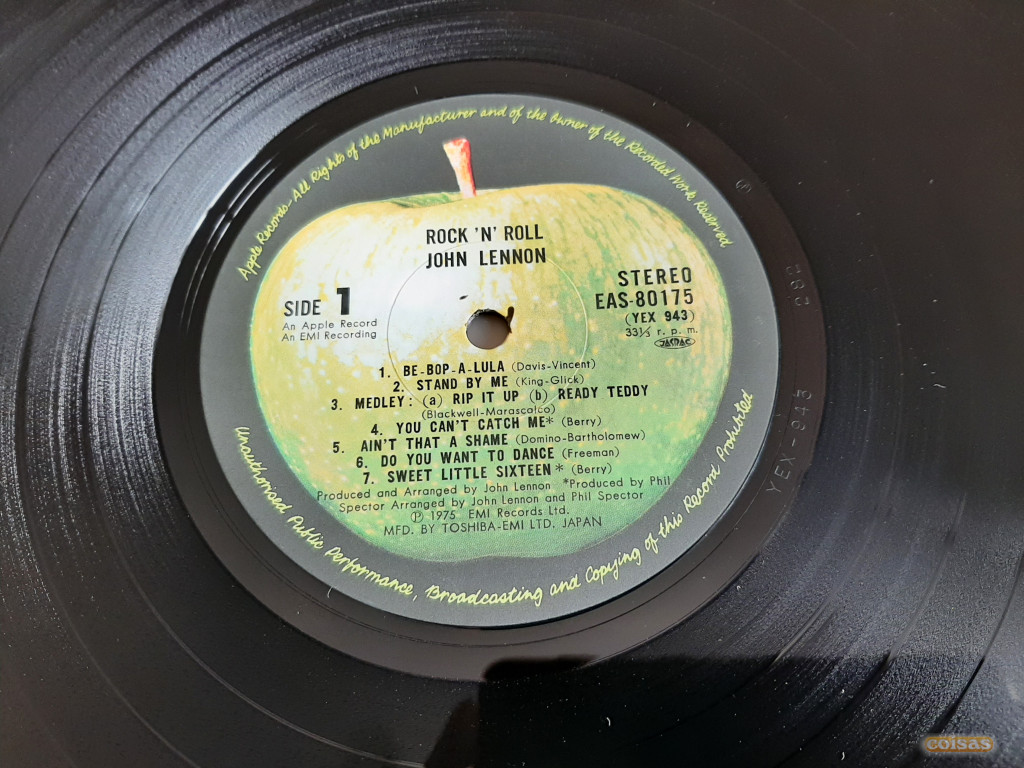 Apple Records-All Rights of the Manufacturer and of the Owner of the Recorded Work Reserved
ROCK 'N' ROLL
JOHN LENNON
SIDE 1
An Apple Record
An EMI Recording
STEREO
EAS-80175
(YEX 943)
33⅓ r. p. m.
JASRAC
1. BE-BOP-A-LULA (Davis-Vincent)
2. STAND BY ME (King-Glick)
3. MEDLEY: (a) RIP IT UP (b) READY TEDDY
(Blackwell-Marascalco)
4. YOU CAN'T CATCH ME* (Berry)
5. AIN'T THAT A SHAME (Domino-Bartholomew)
6. DO YOU WANT TO DANCE (Freeman)
7. SWEET LITTLE SIXTEEN* (Berry)
Produced and Arranged by John Lennon *Produced by Phil
Spector Arranged by John Lennon and Phil Spector
Ⓟ 1975 EMI Records Ltd.
MFD. BY TOSHIBA-EMI LTD. JAPAN
Unauthorised Public Performance, Broadcasting and Copying of this Record Prohibited
YEX-943
coisas